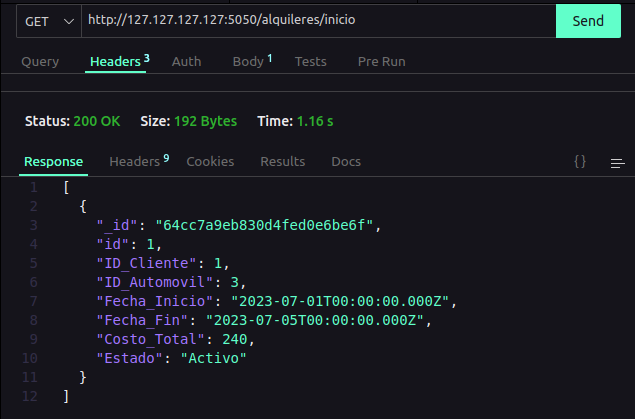 GET http://127.127.127.127:5050/alquileres/inicio Send
Query Headers 3 Auth Body 1 Tests Pre Run
Status: 200 OK Size: 192 Bytes Time: 1.16 s
Response Headers 9 Cookies Results Docs {}
1 [
2 {
3 "_id": "64cc7a9eb830d4fed0e6be6f",
4 "id": 1,
5 "ID_Cliente": 1,
6 "ID_Automovil": 3,
7 "Fecha_Inicio": "2023-07-01T00:00:00.000Z",
8 "Fecha_Fin": "2023-07-05T00:00:00.000Z",
9 "Costo_Total": 240,
10 "Estado": "Activo"
11 }
12 ]